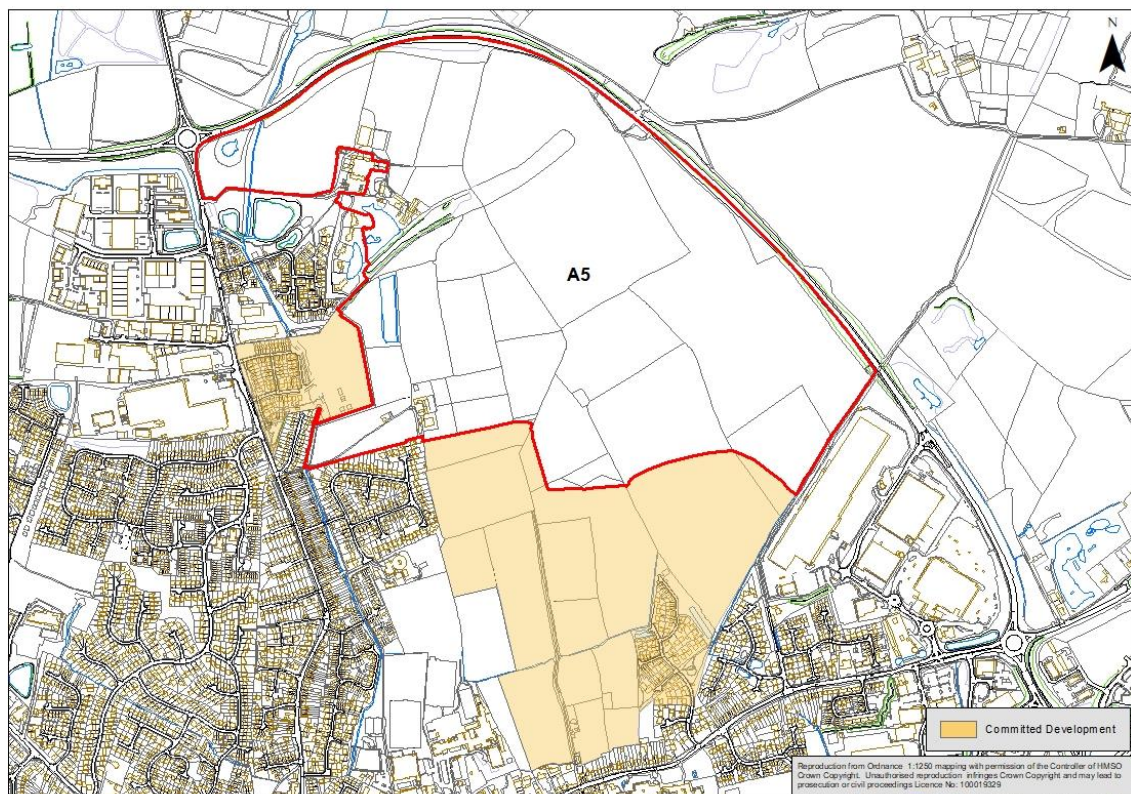 N
A5
Committed Development
Reproduction from Ordnance 1:1250 mapping with permission of the Controller of HMSO
Crown Copyright. Unauthorised reproduction infringes Crown Copyright and may lead to
prosecution or civil proceedings Licence No: 100019329